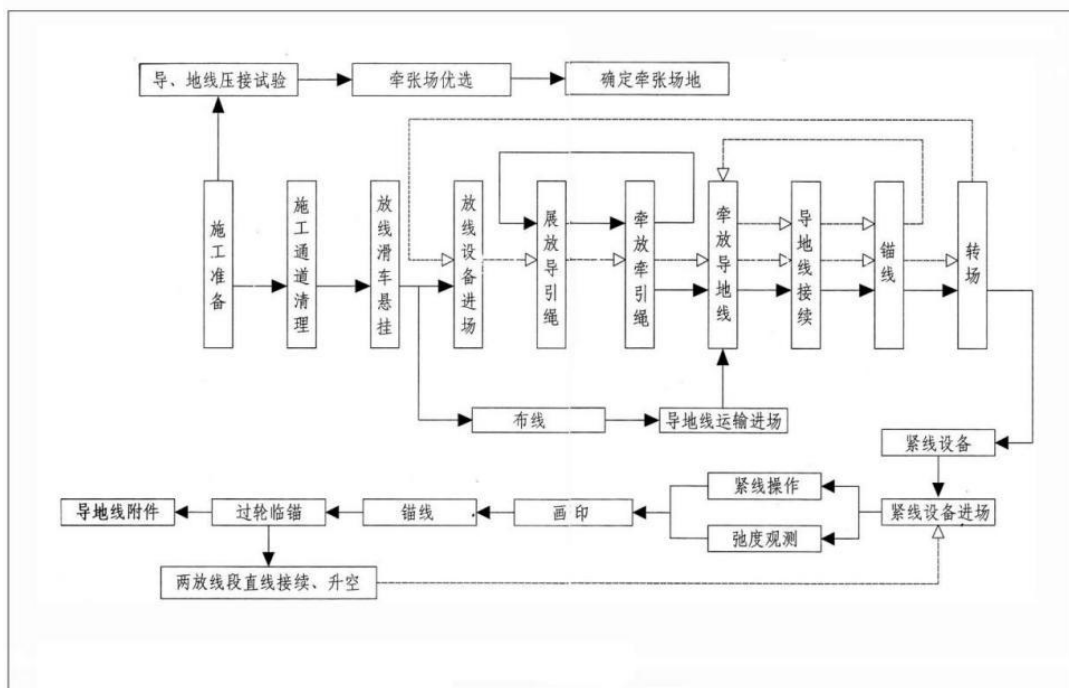 导、地线压接试验
牵张场优选
确定牵张场地
施工准备
施工通道清理
放线滑车悬挂
放线设备进场
展放导引绳
牵放牵引绳
牵放导地线
导地线接续
锚线
转场
布线
导地线运输进场
紧线设备
导地线附件
过轮临锚
锚线
画印
紧线操作
弛度观测
紧线设备进场
两放线段直线接续、升空